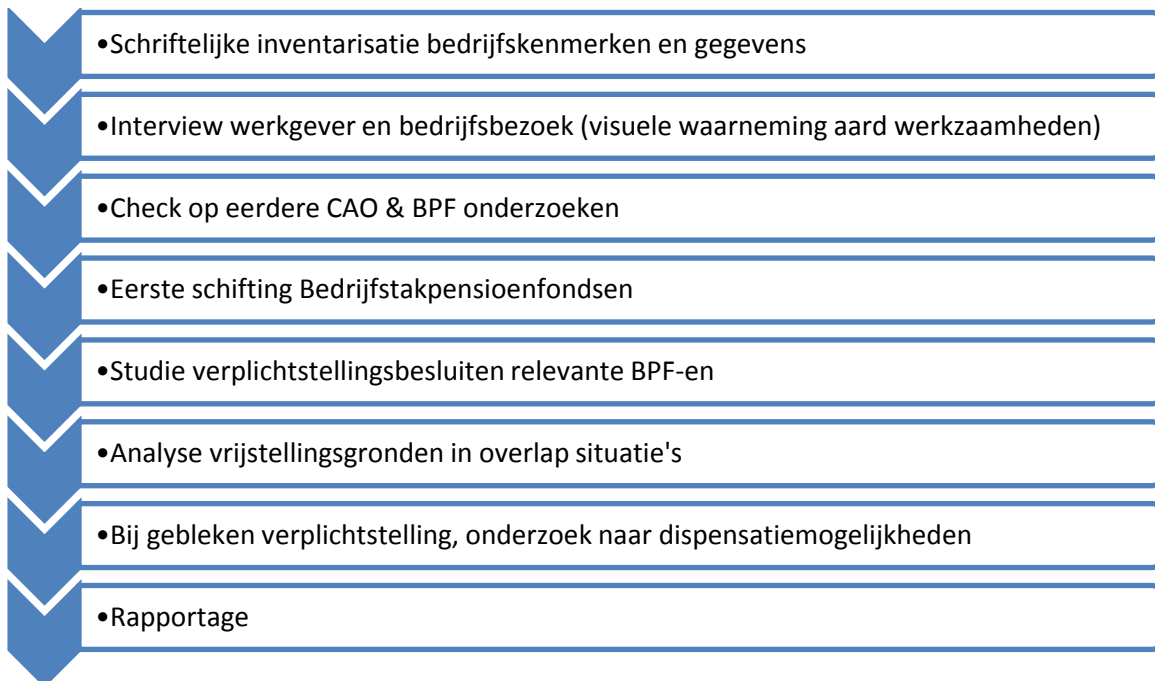 •Schriftelijke inventarisatie bedrijfskenmerken en gegevens
•Interview werkgever en bedrijfsbezoek (visuele waarneming aard werkzaamheden)
•Check op eerdere CAO & BPF onderzoeken
•Eerste schifting Bedrijfstakpensioenfondsen
•Studie verplichtstellingsbesluiten relevante BPF-en
•Analyse vrijstellingsgronden in overlap situatie's
•Bij gebleken verplichtstelling, onderzoek naar dispensatiemogelijkheden
•Rapportage